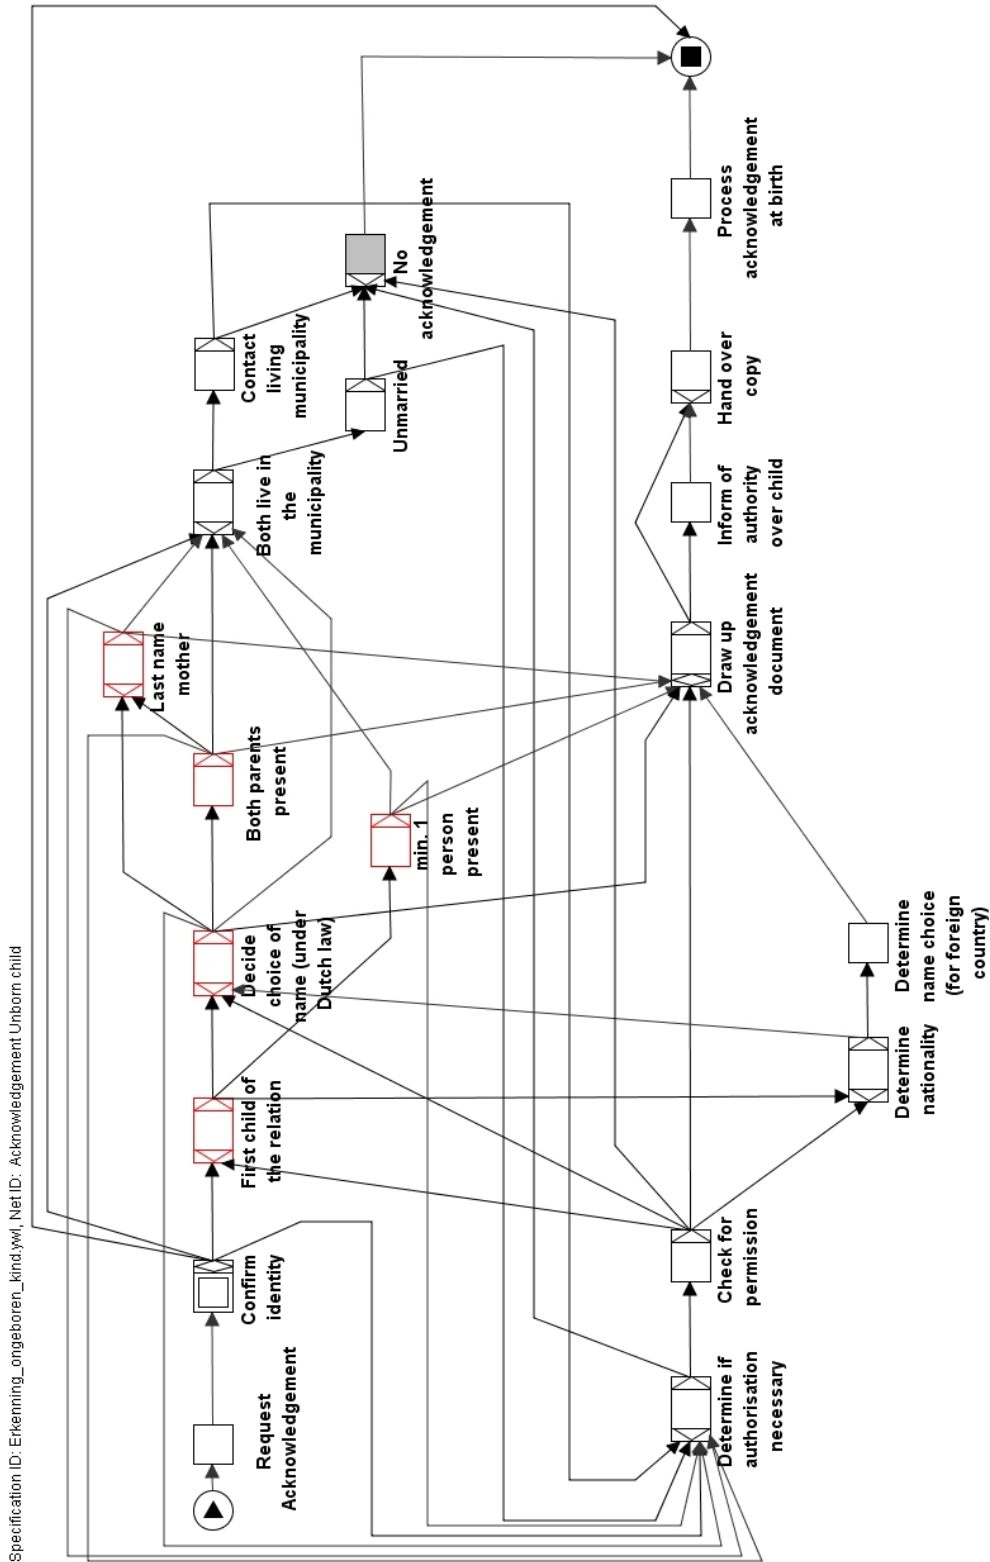 Specification ID: Erkenning_ongeboren_kind.ywl, Net ID: Acknowledgement Unborn child
Request
Acknowledgement
Confirm
identity
First child of
the relation
Decide
choice of
name (under
Dutch law)
Both parents
present
Last name
mother
min. 1
person
present
Both live in
the
municipality
Contact
living
municipality
Unmarried
No
acknowledgement
Determine if
authorisation
necessary
Check for
permission
Determine
nationality
Determine
name choice
(for foreign
country)
Draw up
acknowledgement
document
Inform of
authority
over child
Hand over
copy
Process
acknowledgement
at birth